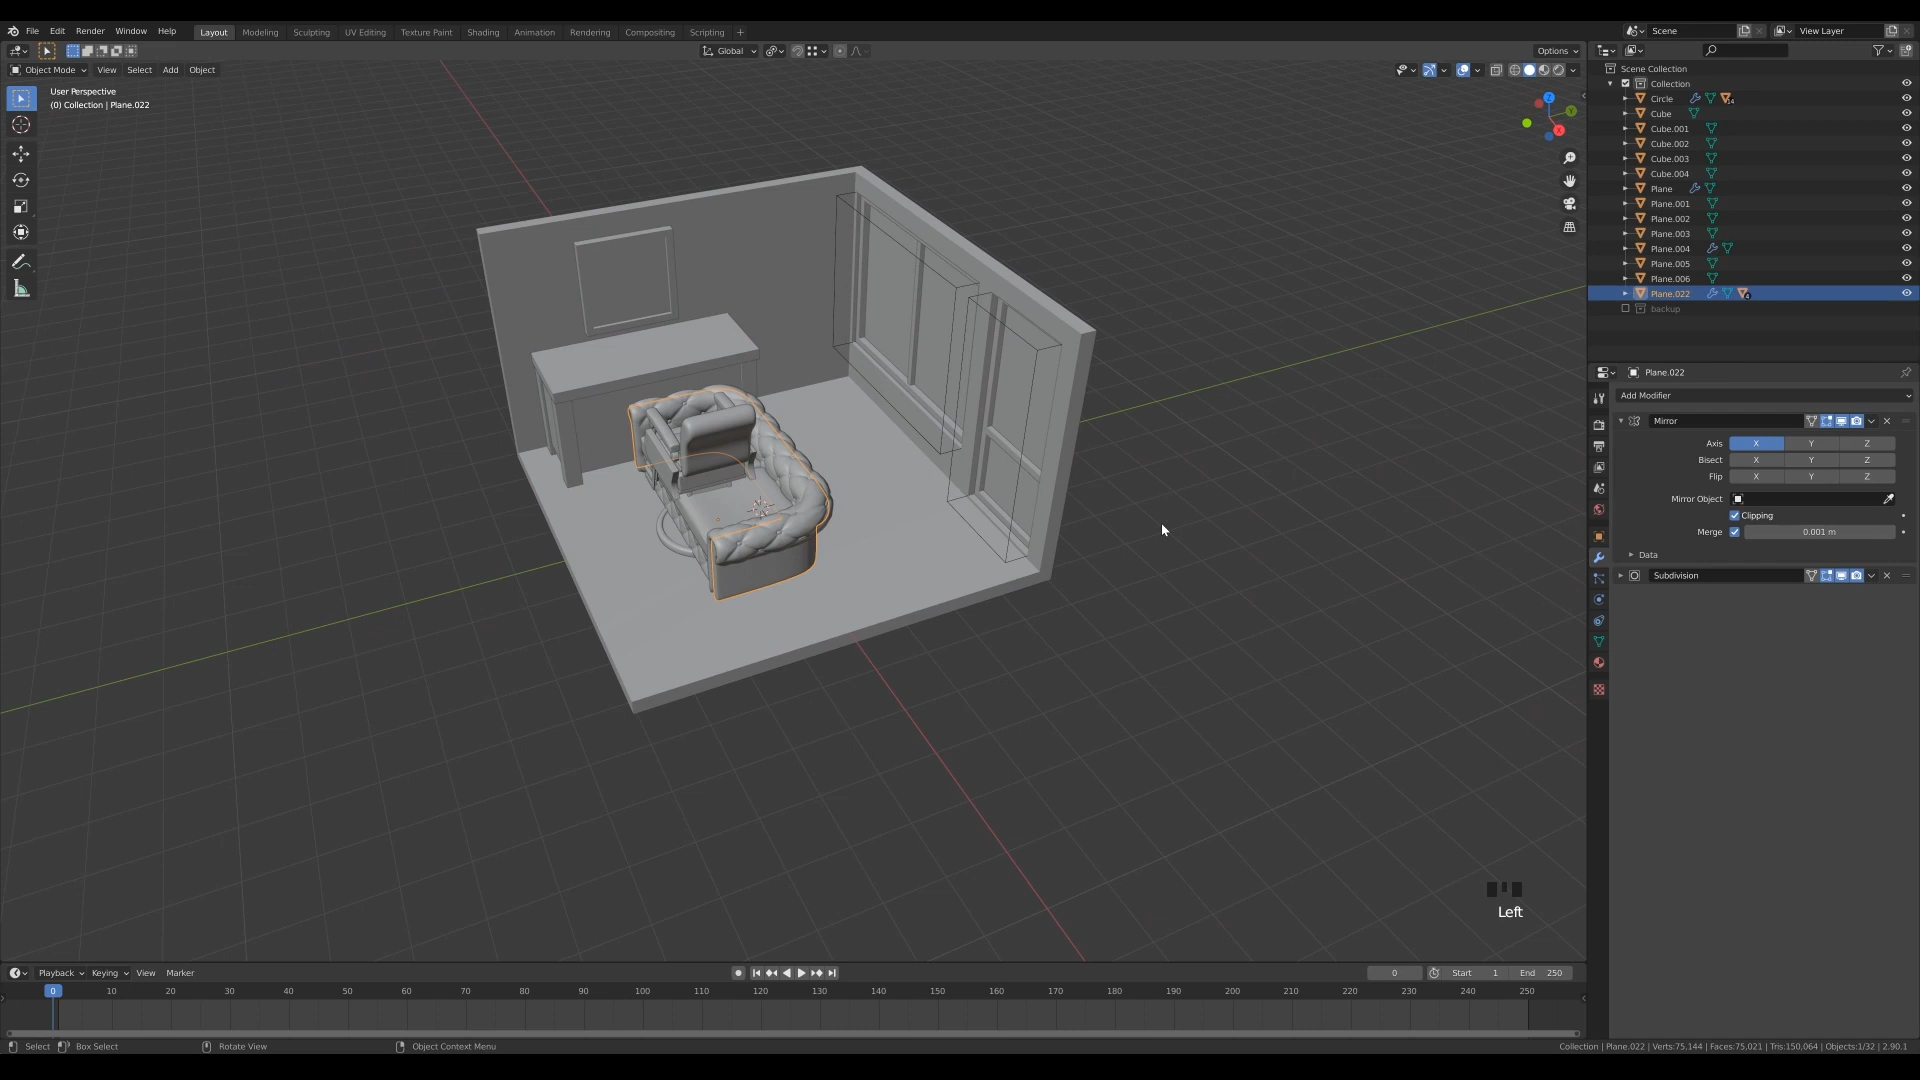 File Edit Render Window Help Layout Modeling Sculpting UV Editing Texture Paint Shading Animation Rendering Compositing Scripting + Scene View Layer
Global Options
Object Mode View Select Add Object
User Perspective
(0) Collection | Plane.022
Scene Collection
Collection
Circle 14
Cube
Cube.001
Cube.002
Cube.003
Cube.004
Plane
Plane.001
Plane.002
Plane.003
Plane.004
Plane.005
Plane.006
Plane.022 4
backup
Z
Y
X
Plane.022
Add Modifier
Mirror
Axis X Y Z
Bisect X Y Z
Flip X Y Z
Mirror Object
Clipping
Merge 0.001 m
Data
Subdivision
Left
Playback Keying View Marker 0 Start 1 End 250
0 10 20 30 40 50 60 70 80 90 100 110 120 130 140 150 160 170 180 190 200 210 220 230 240 250
Select Box Select Rotate View Object Context Menu Collection | Plane.022 | Verts:75,144 | Faces:75,021 | Tris:150,064 | Objects:1/32 | 2.90.1